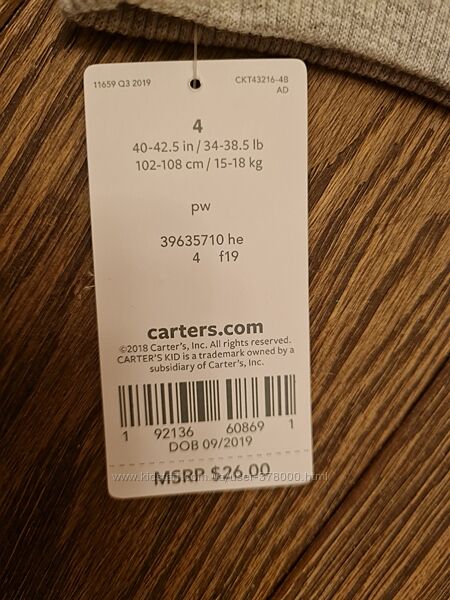 11659 Q3 2019
CKT43216-48
AD
4
40-42.5 in / 34-38.5 lb
102-108 cm / 15-18 kg
pw
39635710 he
4 f19
carters.com
©2018 Carter's, Inc. All rights reserved.
CARTER'S KID is a trademark owned by a
subsidiary of Carter's, Inc.
1 92136 60869 1
DOB 09/2019
MSRP $26.00